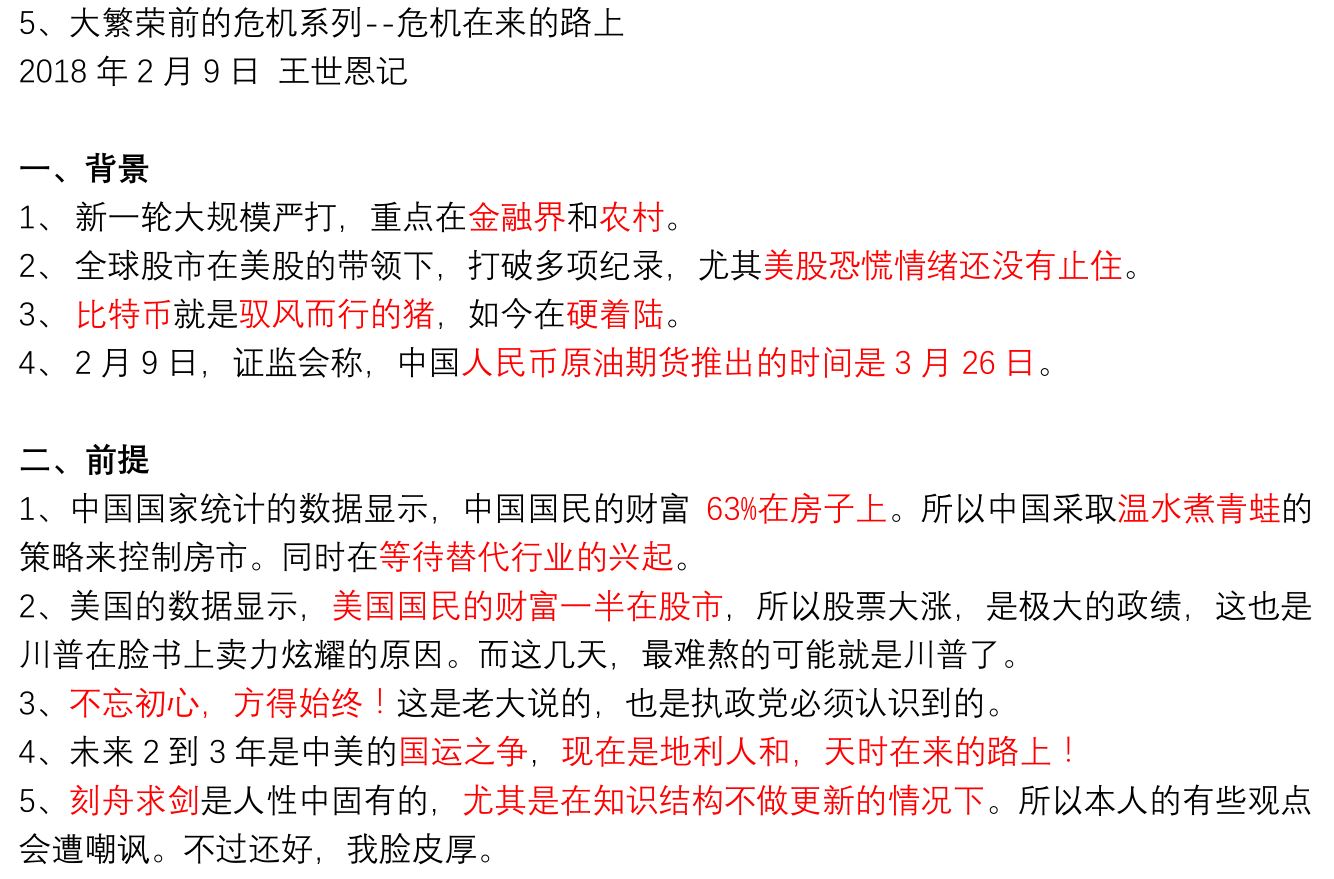 5、大繁荣前的危机系列--危机在来的路上
2018 年 2 月 9 日  王世恩记
一、背景
1、 新一轮大规模严打，重点在金融界和农村。
2、 全球股市在美股的带领下，打破多项纪录，尤其美股恐慌情绪还没有止住。
3、 比特币就是驭风而行的猪，如今在硬着陆。
4、 2 月 9 日，证监会称，中国人民币原油期货推出的时间是 3 月 26 日。
二、前提
1、中国国家统计的数据显示，中国国民的财富 63%在房子上。所以中国采取温水煮青蛙的
策略来控制房市。同时在等待替代行业的兴起。
2、美国的数据显示，美国国民的财富一半在股市，所以股票大涨，是极大的政绩，这也是
川普在脸书上卖力炫耀的原因。而这几天，最难熬的可能就是川普了。
3、不忘初心，方得始终！这是老大说的，也是执政党必须认识到的。
4、未来 2 到 3 年是中美的国运之争，现在是地利人和，天时在来的路上！
5、刻舟求剑是人性中固有的，尤其是在知识结构不做更新的情况下。所以本人的有些观点
会遭嘲讽。不过还好，我脸皮厚。